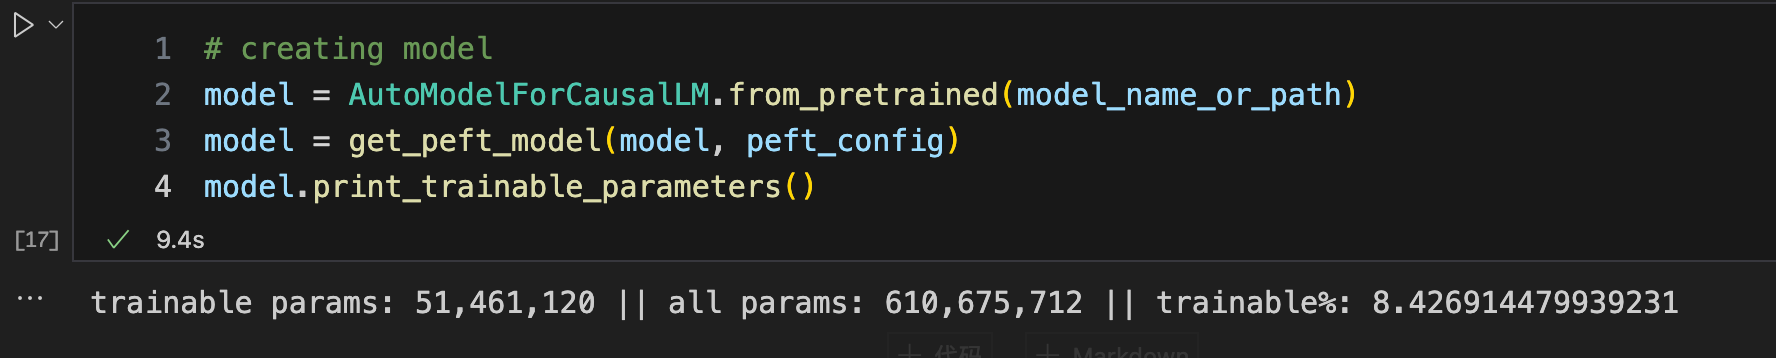 1 # creating model
2 model = AutoModelForCausalLM.from_pretrained(model_name_or_path)
3 model = get_peft_model(model, peft_config)
4 model.print_trainable_parameters()
[17] 9.4s
trainable params: 51,461,120 || all params: 610,675,712 || trainable%: 8.426914479939231
+ 代码 + Markdown